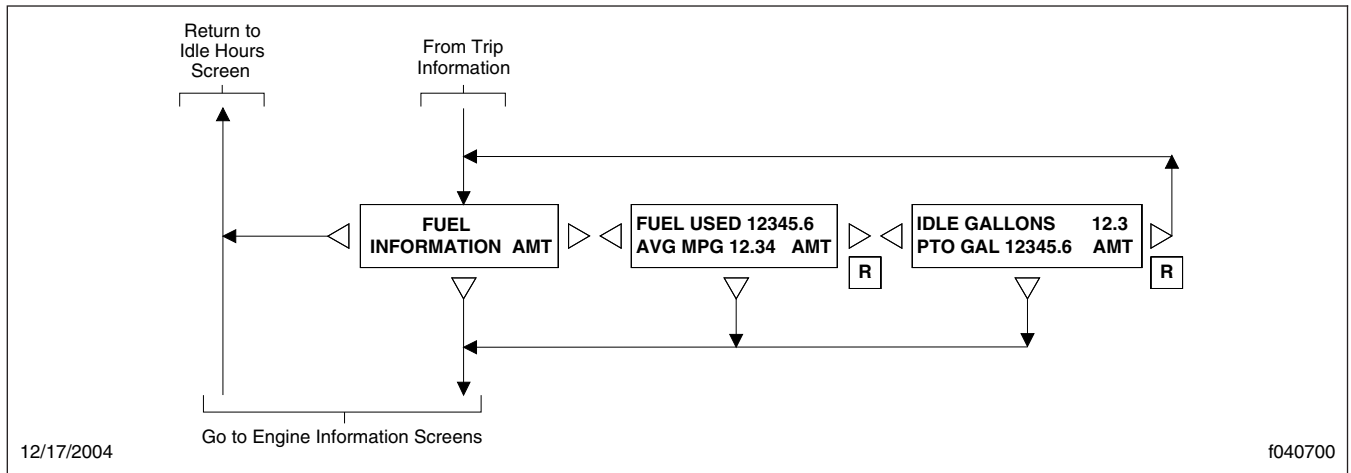 Return to
Idle Hours
Screen
From Trip
Information
FUEL
INFORMATION AMT
FUEL USED 12345.6
AVG MPG 12.34 AMT
R
IDLE GALLONS 12.3
PTO GAL 12345.6 AMT
R
Go to Engine Information Screens
12/17/2004
f040700